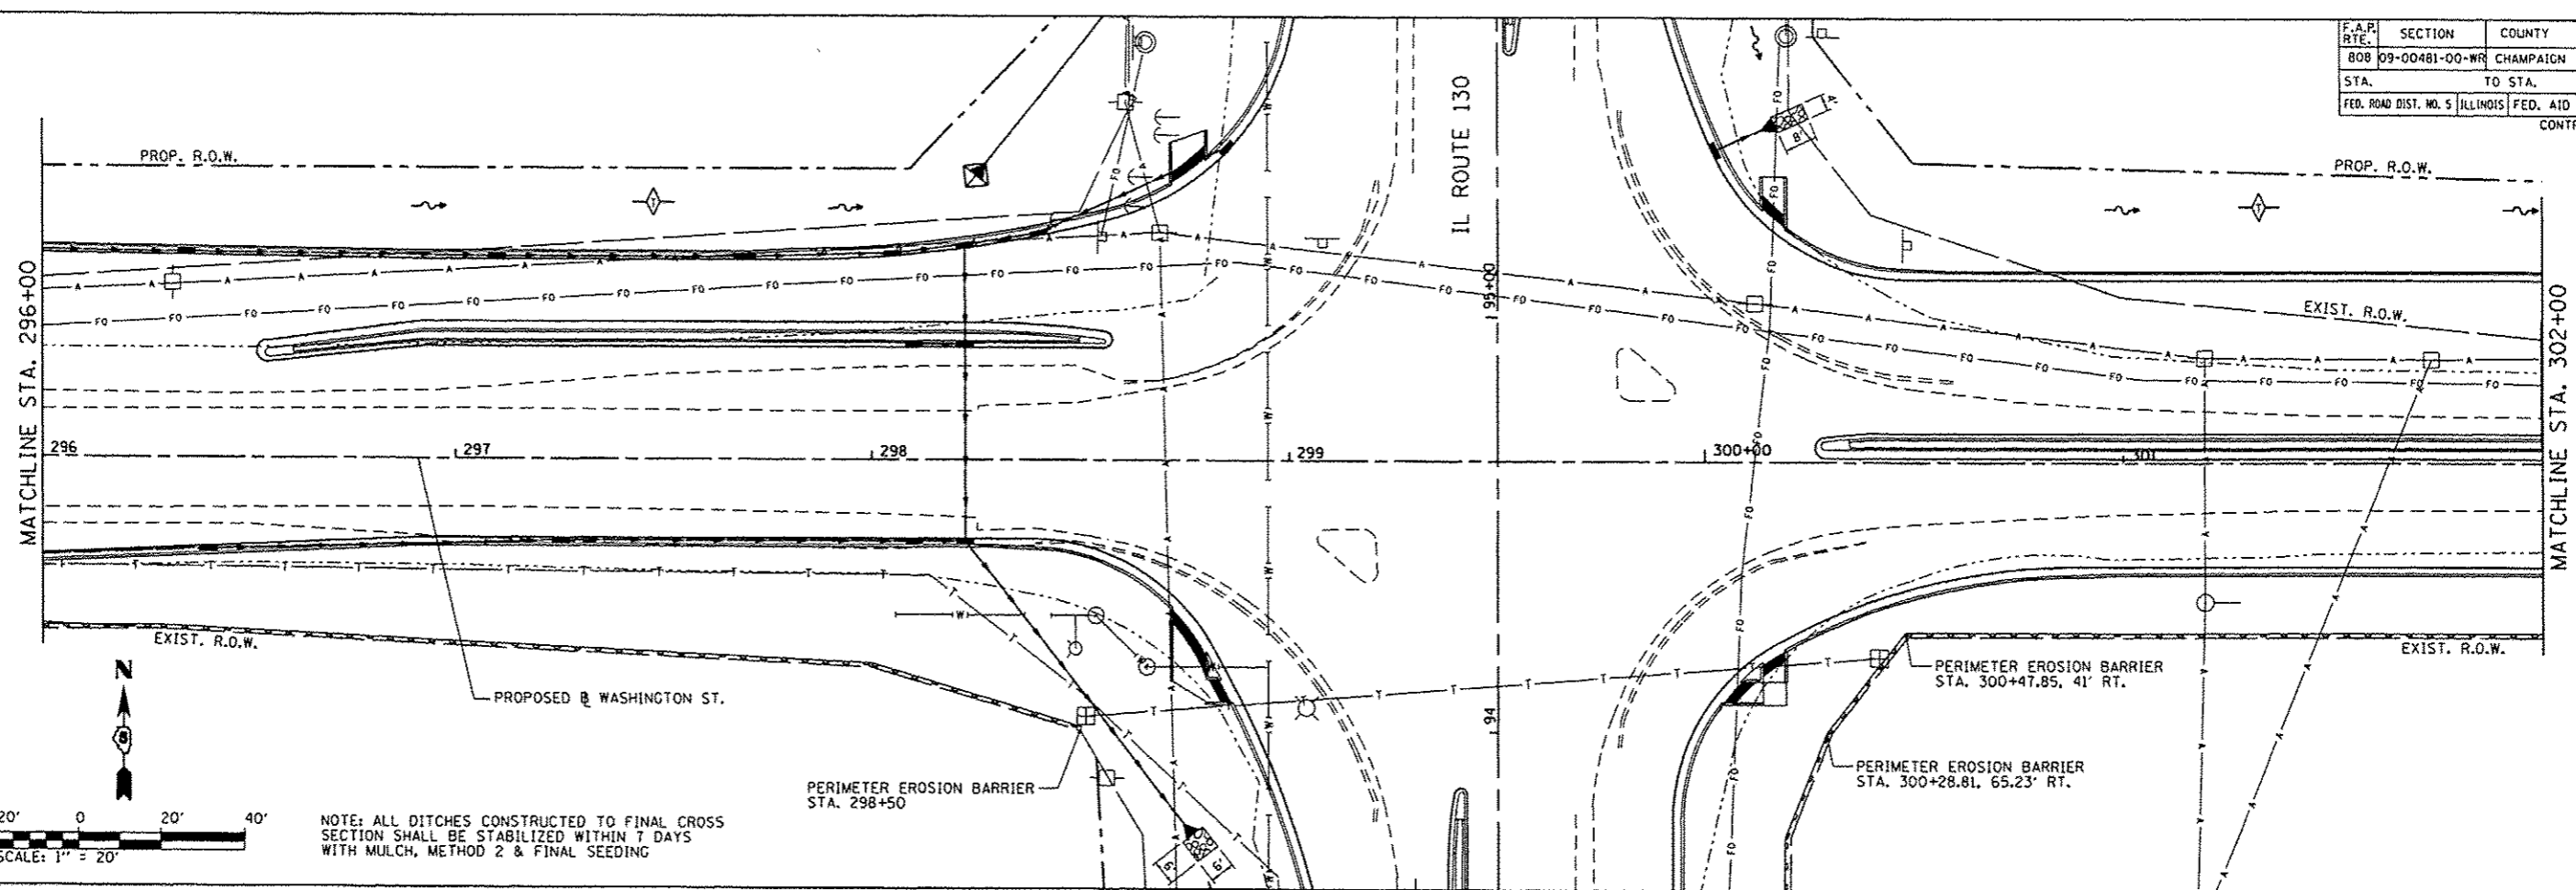 F.A.P. RTE. SECTION COUNTY
808 09-00481-00-WR CHAMPAIGN
STA. TO STA.
FED. ROAD DIST. NO. 5 ILLINOIS FED. AID
CONTR
PROP. R.O.W.
PROP. R.O.W.
IL ROUTE 130
8'
4'
MATCHLINE STA. 296+00
MATCHLINE STA. 302+00
EXIST. R.O.W.
95+00
296
297
298
299
300+00
301
94
EXIST. R.O.W.
EXIST. R.O.W.
PROPOSED ℄ WASHINGTON ST.
PERIMETER EROSION BARRIER
STA. 300+47.85, 41' RT.
PERIMETER EROSION BARRIER
STA. 300+28.81, 65.23' RT.
PERIMETER EROSION BARRIER
STA. 298+50
N
20' 0 20' 40'
SCALE: 1" = 20'
NOTE: ALL DITCHES CONSTRUCTED TO FINAL CROSS
SECTION SHALL BE STABILIZED WITHIN 7 DAYS
WITH MULCH, METHOD 2 & FINAL SEEDING